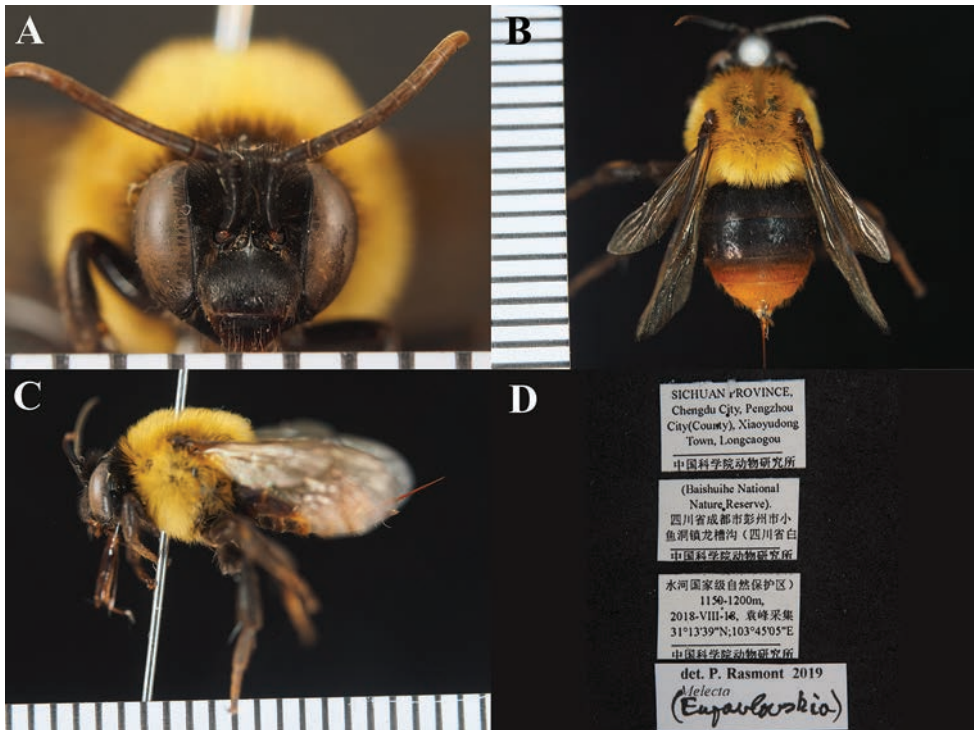 A
B
C
D
SICHUAN PROVINCE,
Chengdu City, Pengzhou
City(County), Xiaoyudong
Town, Longcaogou
中国科学院动物研究所
(Baishuihe National
Nature Reserve).
四川省成都市彭州市小
鱼洞镇龙槽沟（四川省白
中国科学院动物研究所
水河国家级自然保护区）
1150-1200m,
2018-VIII-18, 袁峰采集
31°13'39"N;103°45'05"E
中国科学院动物研究所
det. P. Rasmont 2019
Melecta
(Eupavlovskia)